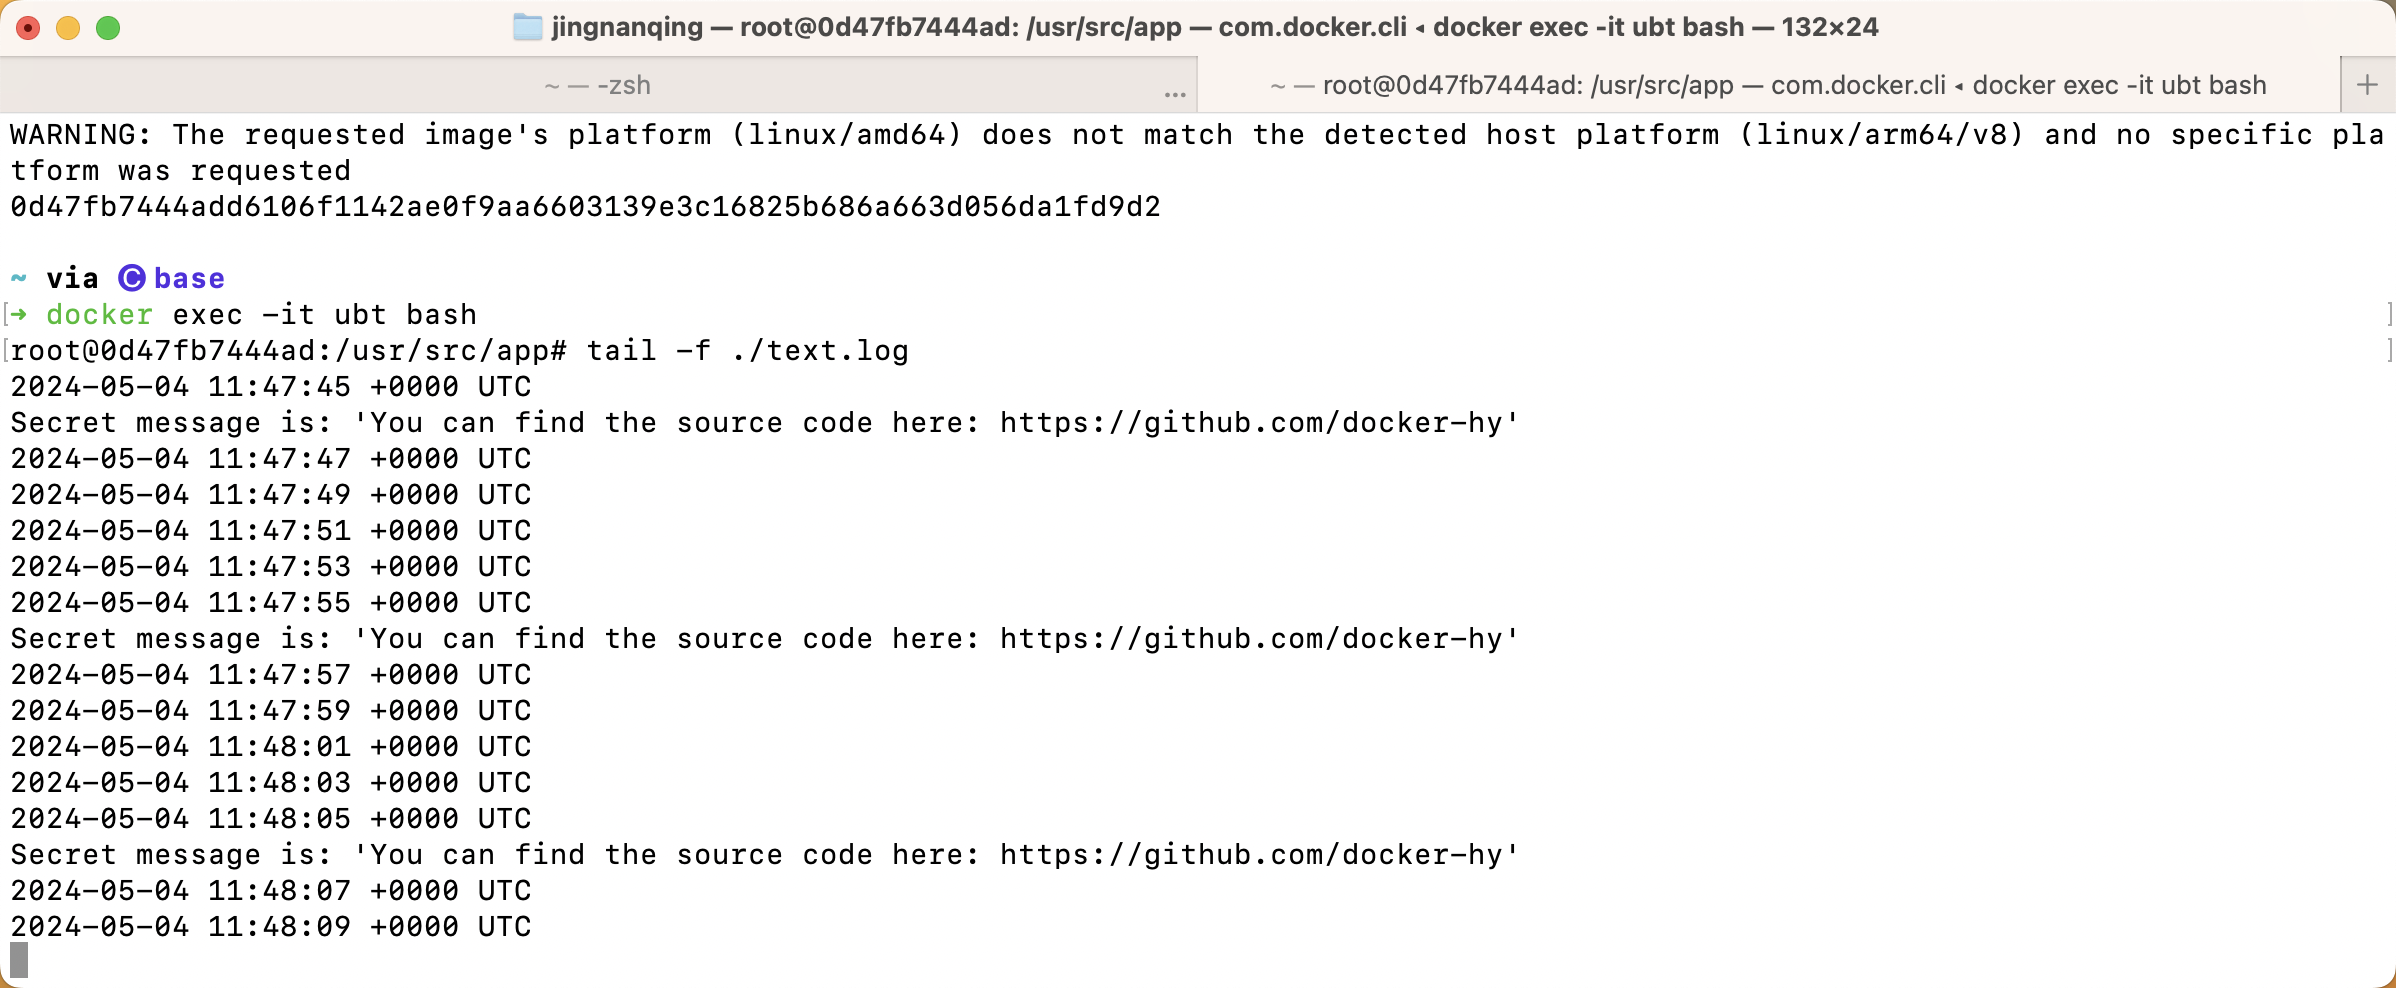 jingnanqing — root@0d47fb7444ad: /usr/src/app — com.docker.cli ◂ docker exec -it ubt bash — 132×24
~ — -zsh ...
~ — root@0d47fb7444ad: /usr/src/app — com.docker.cli ◂ docker exec -it ubt bash +
WARNING: The requested image's platform (linux/amd64) does not match the detected host platform (linux/arm64/v8) and no specific pla
tform was requested
0d47fb7444add6106f1142ae0f9aa6603139e3c16825b686a663d056da1fd9d2
~ via 🅒 base
[➜ docker exec -it ubt bash ]
[root@0d47fb7444ad:/usr/src/app# tail -f ./text.log ]
2024-05-04 11:47:45 +0000 UTC
Secret message is: 'You can find the source code here: https://github.com/docker-hy'
2024-05-04 11:47:47 +0000 UTC
2024-05-04 11:47:49 +0000 UTC
2024-05-04 11:47:51 +0000 UTC
2024-05-04 11:47:53 +0000 UTC
2024-05-04 11:47:55 +0000 UTC
Secret message is: 'You can find the source code here: https://github.com/docker-hy'
2024-05-04 11:47:57 +0000 UTC
2024-05-04 11:47:59 +0000 UTC
2024-05-04 11:48:01 +0000 UTC
2024-05-04 11:48:03 +0000 UTC
2024-05-04 11:48:05 +0000 UTC
Secret message is: 'You can find the source code here: https://github.com/docker-hy'
2024-05-04 11:48:07 +0000 UTC
2024-05-04 11:48:09 +0000 UTC